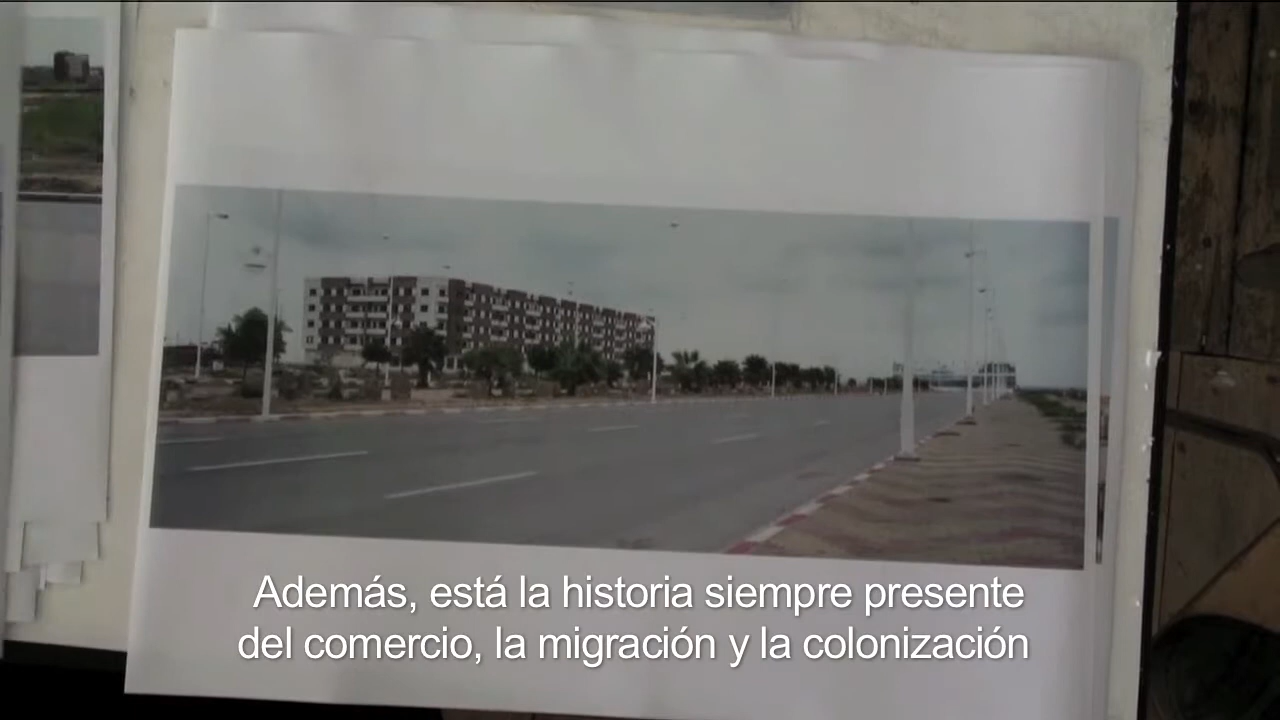 Además, está la historia siempre presente
del comercio, la migración y la colonización